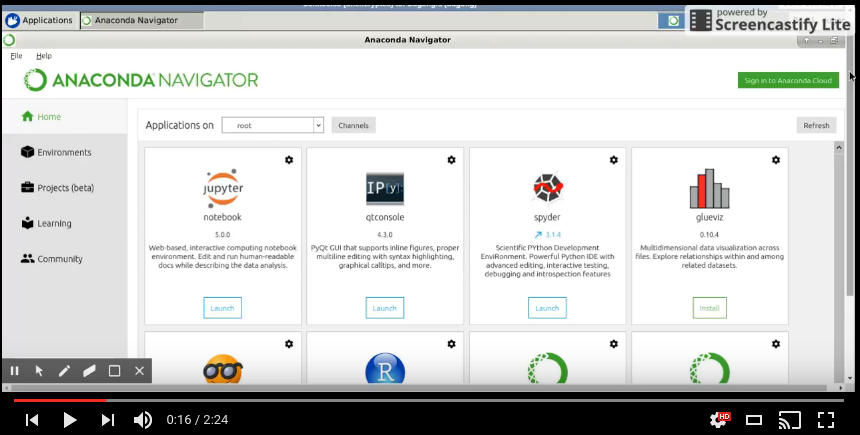 powered by
Screencastify Lite
Applications
Anaconda Navigator
Anaconda Navigator
File Help
ANACONDA NAVIGATOR
Sign in to Anaconda Cloud
Home
Environments
Projects (beta)
Learning
Community
Applications on
root
Channels
Refresh
jupyter
notebook
5.0.0
Web-based, interactive computing notebook
environment. Edit and run human-readable
docs while describing the data analysis.
Launch
IP[y]:
qtconsole
4.3.0
PyQt GUI that supports inline figures, proper
multiline editing with syntax highlighting,
graphical calltips, and more.
Launch
spyder
3.1.4
Scientific PYthon Development
EnviRonment. Powerful Python IDE with
advanced editing, interactive testing,
debugging and introspection features
Launch
glueviz
0.10.4
Multidimensional data visualization across
files. Explore relationships within and among
related datasets.
Install
R
0:16 / 2:24
HD